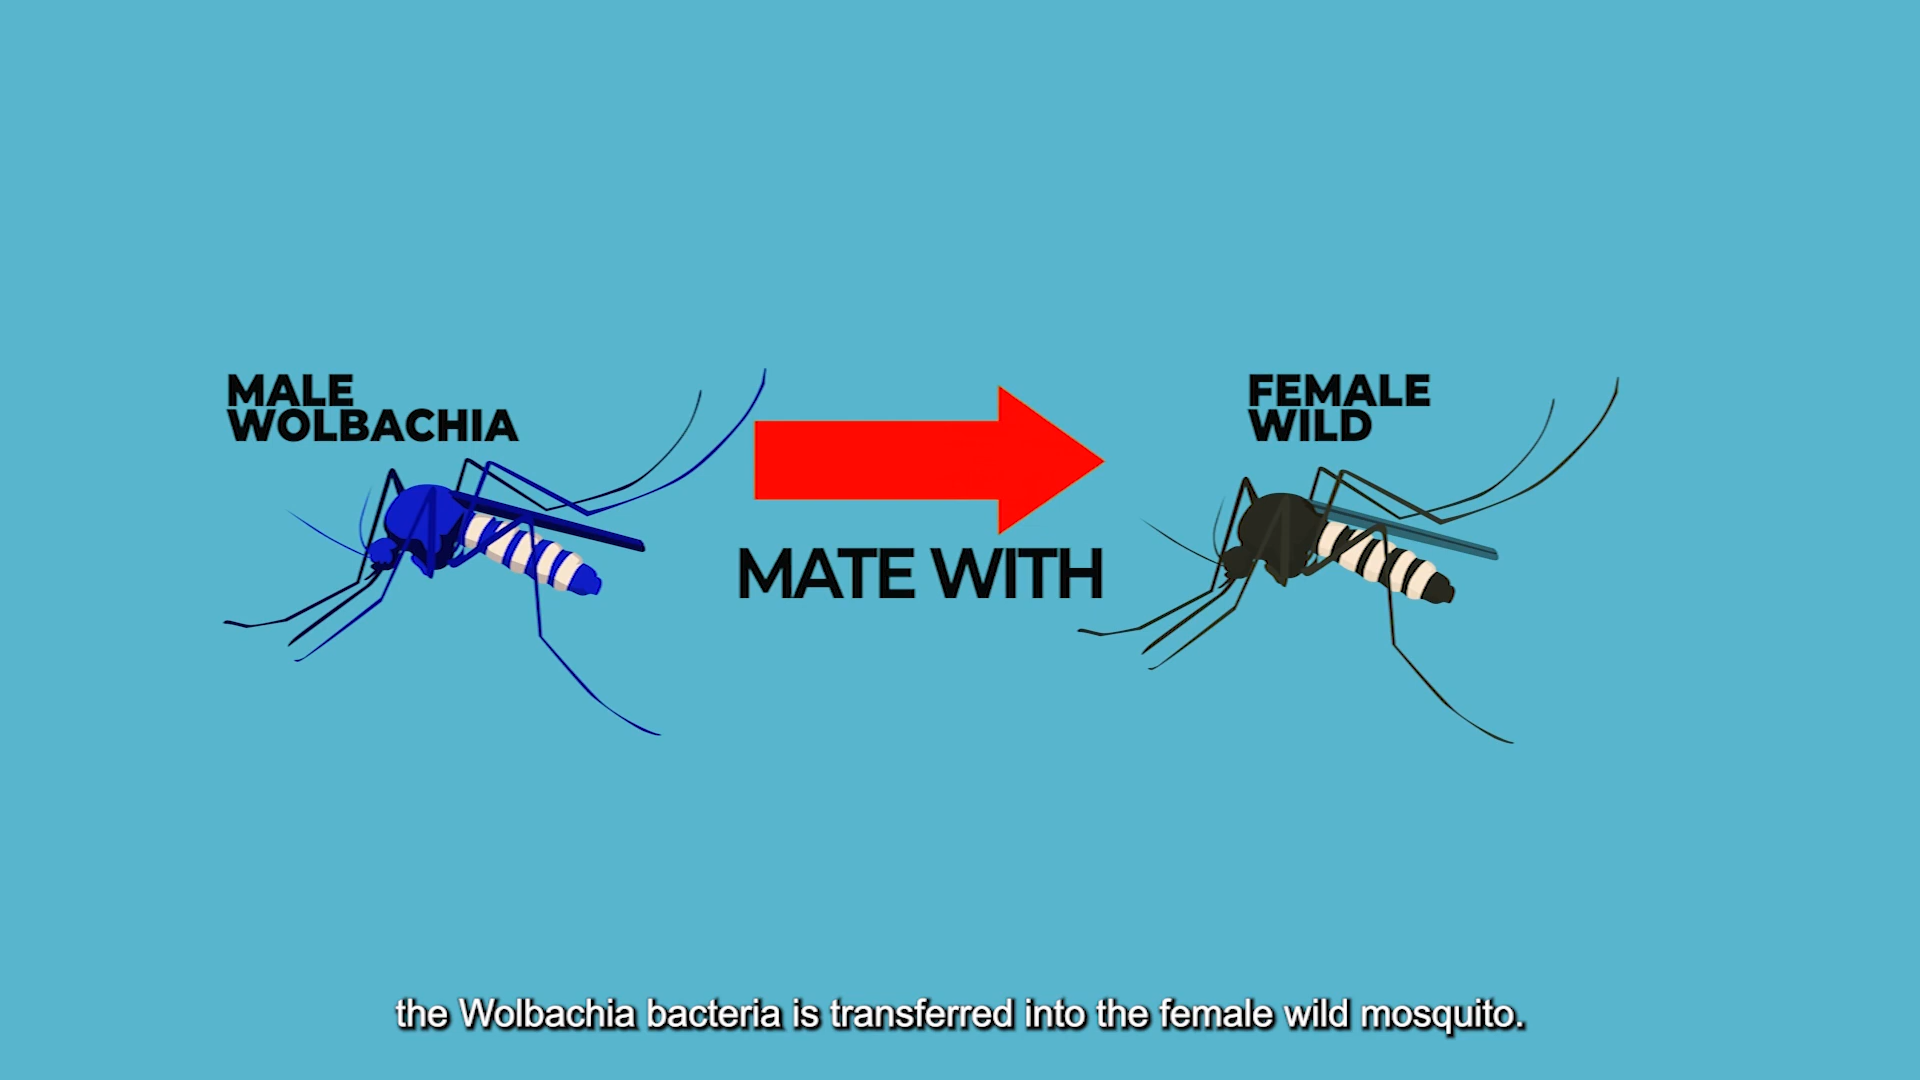 MALE
WOLBACHIA
FEMALE
WILD
MATE WITH
the Wolbachia bacteria is transferred into the female wild mosquito.